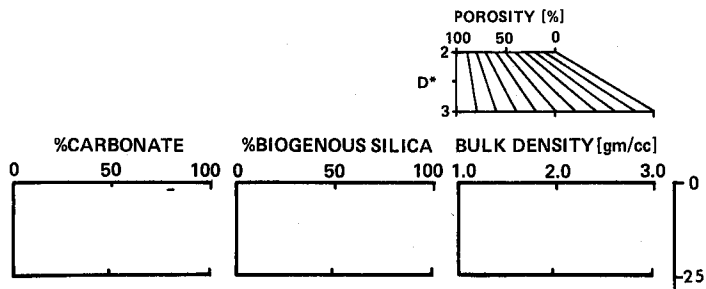 POROSITY [%]
100 50 0
2
D*
3
%CARBONATE %BIOGENOUS SILICA BULK DENSITY [gm/cc]
0 50 100 0 50 100 1.0 2.0 3.0 0
25